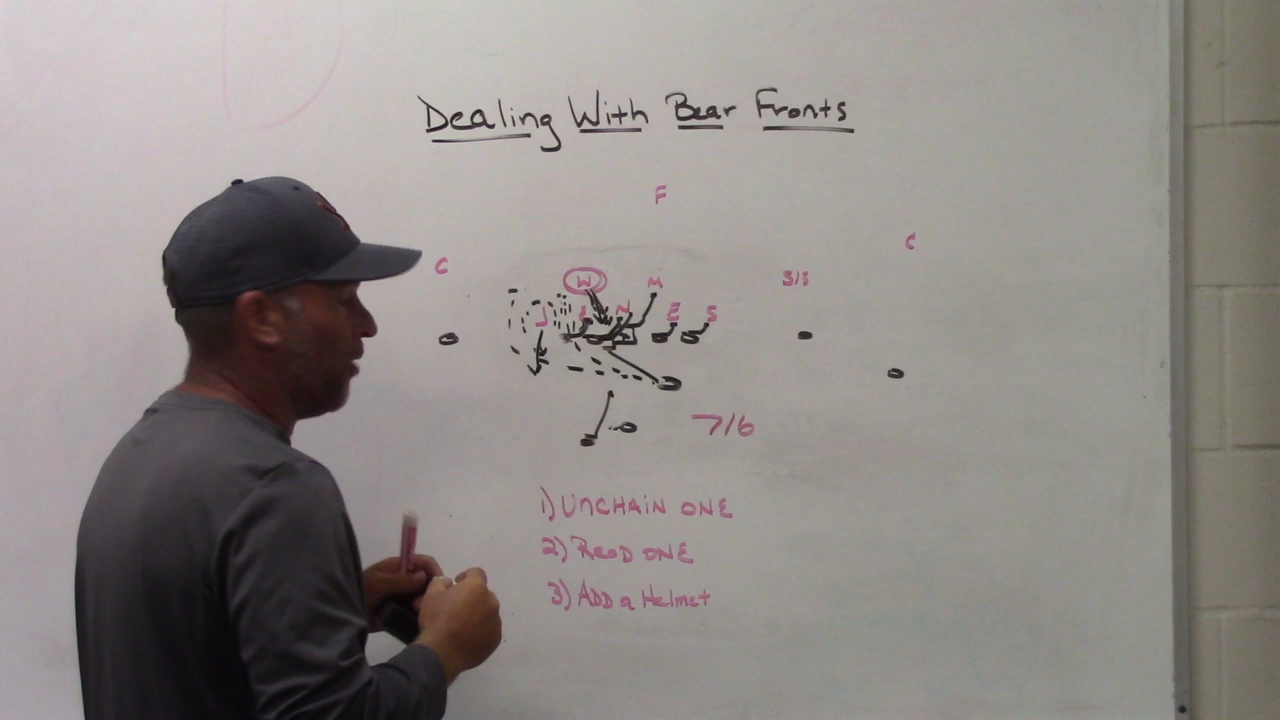 Dealing With Bear Fronts
F
C
C
W M 3/S
J E N E S
7/6
1) UnCHAIN ONE
2) ReaD ONE
3) ADD a Helmet